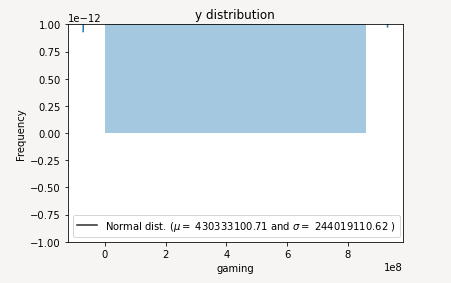 y distribution
1e−12
1.00
0.75
0.50
0.25
0.00
−0.25
−0.50
−0.75
−1.00
Frequency
Normal dist. (μ = 430333100.71 and σ = 244019110.62 )
0 2 4 6 8
1e8
gaming